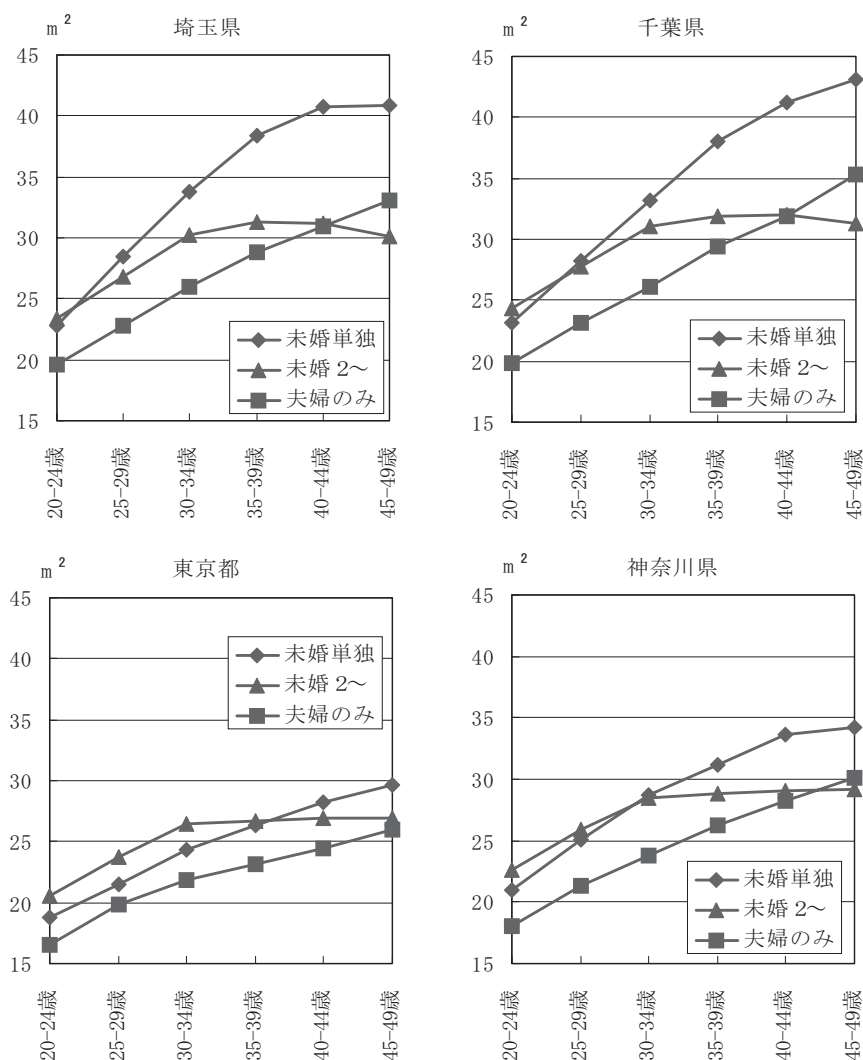 m²
埼玉県
45
40
35
30
25
20
15
未婚単独
未婚2〜
夫婦のみ
20-24歳
25-29歳
30-34歳
35-39歳
40-44歳
45-49歳
m²
千葉県
45
40
35
30
25
20
15
未婚単独
未婚2〜
夫婦のみ
20-24歳
25-29歳
30-34歳
35-39歳
40-44歳
45-49歳
m²
東京都
45
40
35
30
25
20
15
未婚単独
未婚2〜
夫婦のみ
20-24歳
25-29歳
30-34歳
35-39歳
40-44歳
45-49歳
m²
神奈川県
45
40
35
30
25
20
15
未婚単独
未婚2〜
夫婦のみ
20-24歳
25-29歳
30-34歳
35-39歳
40-44歳
45-49歳